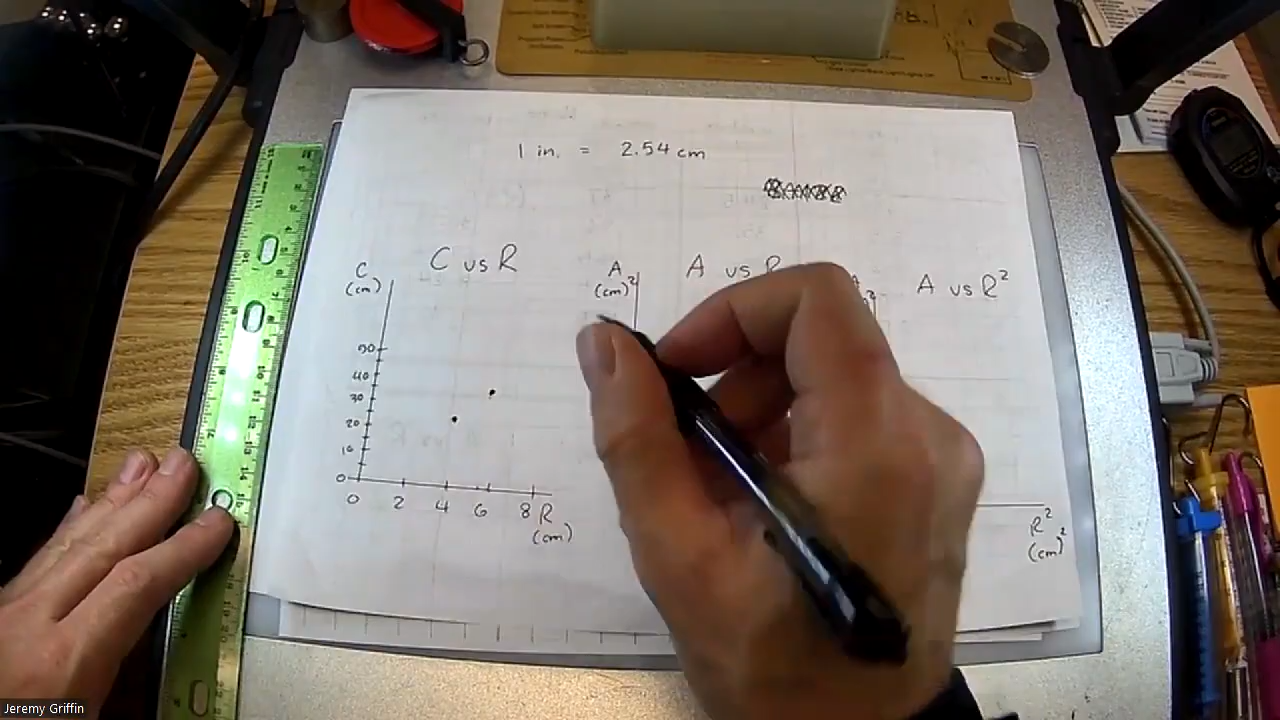 1 in. = 2.54 cm
C vs R
A vs R
A vs R²
C
(cm)
A
(cm)²
50
40
30
20
10
0
0 2 4 6 8 R
(cm)
R²
(cm)²
Jeremy Griffin